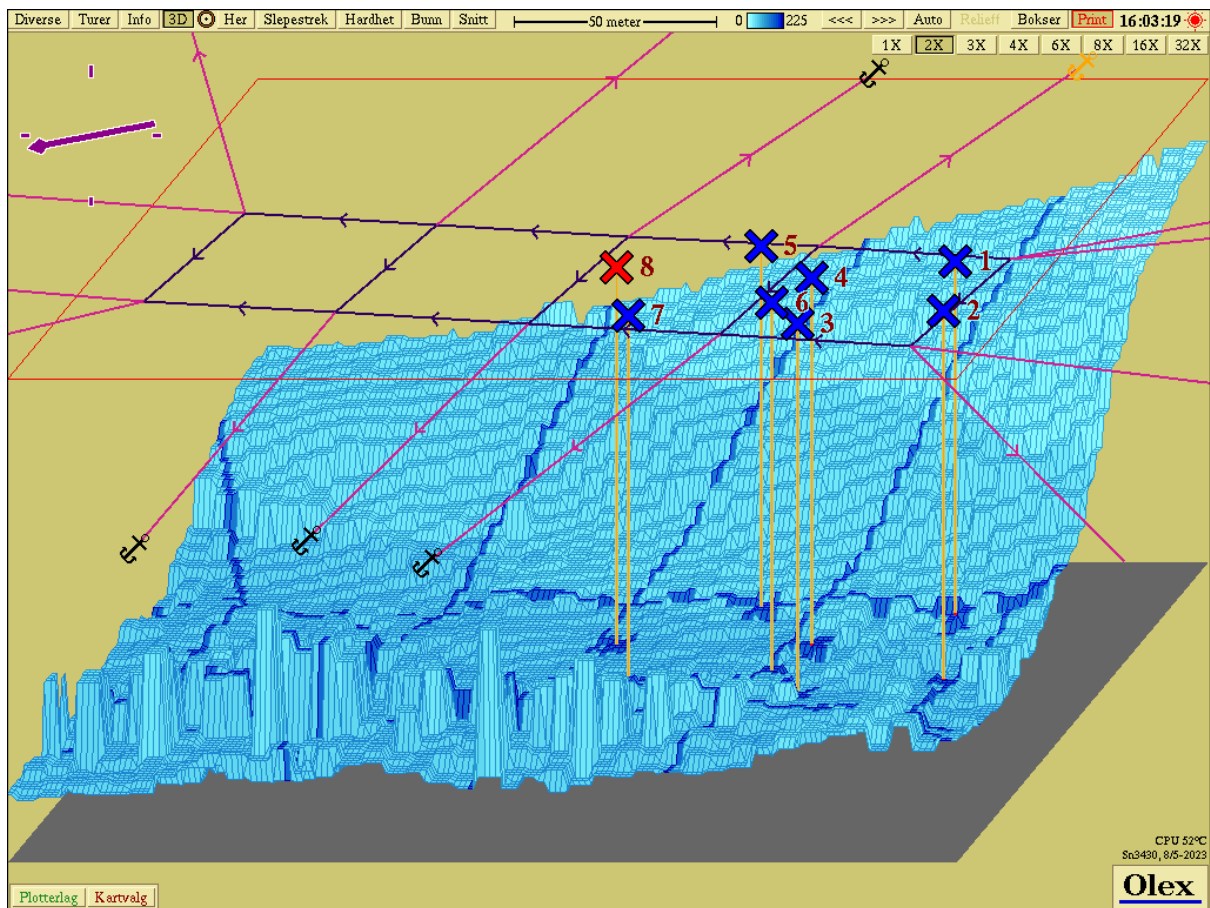 Diverse Turer Info 3D Her Slepestrek Hardhet Bunn Snitt 50 meter 0 225 <<< >>> Auto Relieff Bokser Print 16:03:19
1X 2X 3X 4X 6X 8X 16X 32X
5
1
8
4
6
2
7
3
CPU 52°C
Sn3430, 8/5-2023
Olex
Plotterlag Kartvalg